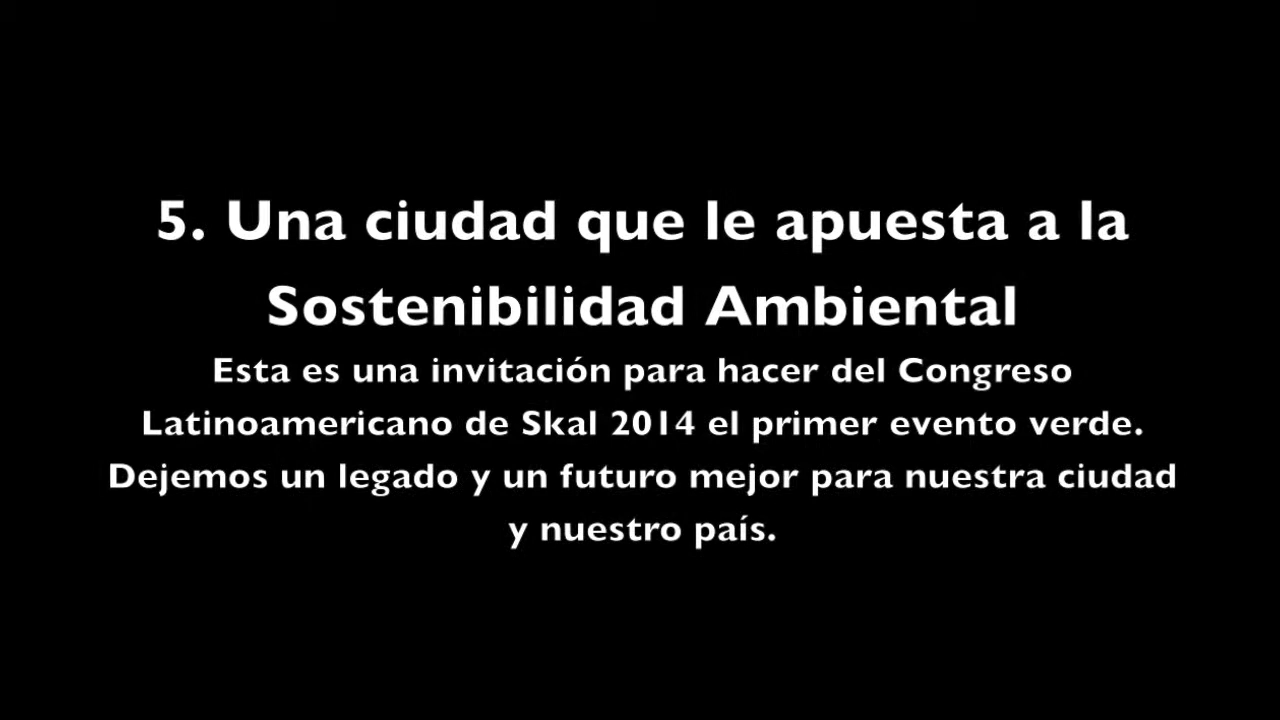 5. Una ciudad que le apuesta a la
Sostenibilidad Ambiental
Esta es una invitación para hacer del Congreso
Latinoamericano de Skal 2014 el primer evento verde.
Dejemos un legado y un futuro mejor para nuestra ciudad
y nuestro país.